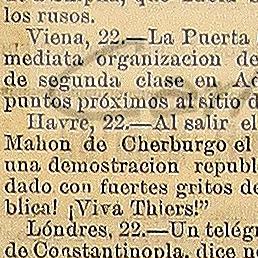 los rusos.
Viena, 22.—La Puerta
mediata organizacion de
de segunda clase en Ad
puntos próximos al sitio d
Havre, 22.—Al salir el
Mahon de Cherburgo el
una demostracion republ
dado con fuertes gritos de
blica! ¡Viva Thiers!"
Lóndres, 22.—Un telégr
de Constantinopla, dice q